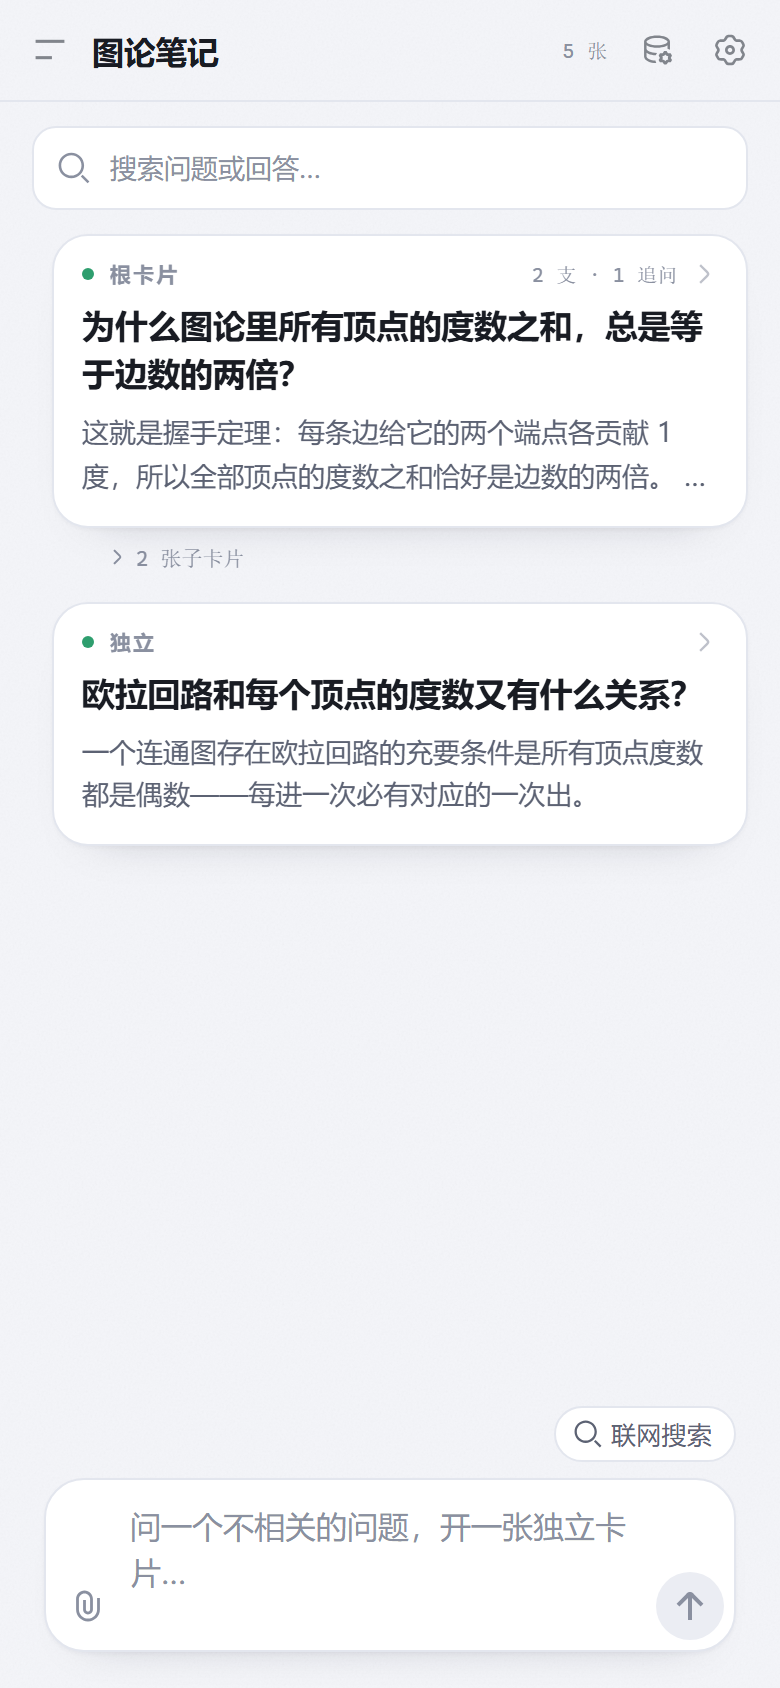 图论笔记
5 张
搜索问题或回答...
根卡片
2 支 · 1 追问
为什么图论里所有顶点的度数之和，总是等
于边数的两倍？
这就是握手定理：每条边给它的两个端点各贡献 1
度，所以全部顶点的度数之和恰好是边数的两倍。 ...
2 张子卡片
独立
欧拉回路和每个顶点的度数又有什么关系？
一个连通图存在欧拉回路的充要条件是所有顶点度数
都是偶数——每进一次必有对应的一次出。
联网搜索
问一个不相关的问题，开一张独立卡
片...